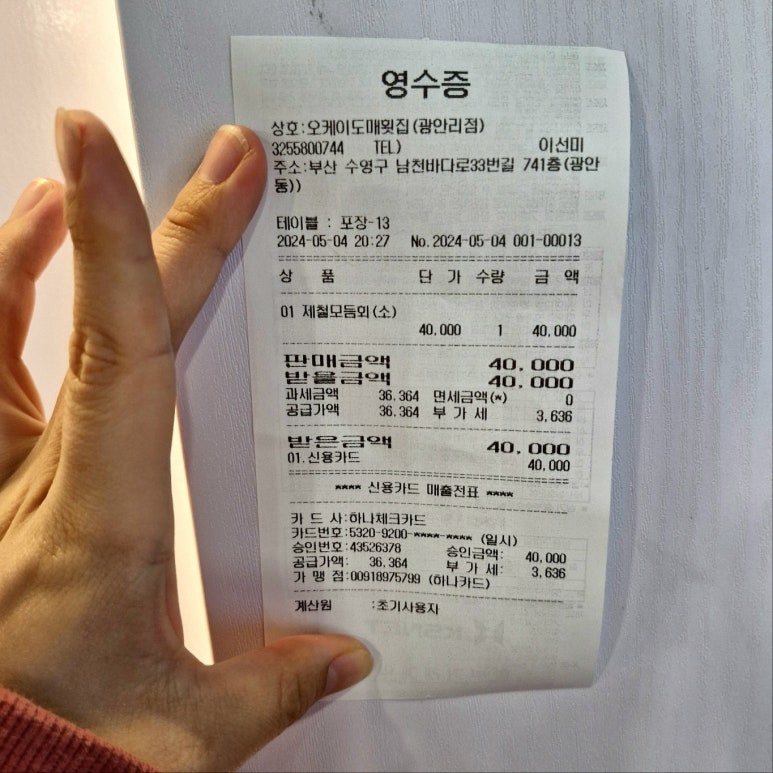 영수증
상호:오케이도매횟집(광안리점)
3255800744 TEL) 이선미
주소:부산 수영구 남천바다로33번길 741층(광안
동))
테이블 : 포장-13
2024-05-04 20:27 No.2024-05-04 001-00013
상 품 단 가 수량 금 액
01 제철모듬회(소)
40,000 1 40,000
판매금액 40,000
받을금액 40,000
과세금액 36,364 면세금액(*) 0
공급가액 36,364 부 가 세 3,636
받은금액 40,000
01.신용카드 40,000
**** 신용카드 매출전표 ****
카 드 사:하나체크카드
카드번호:5320-9200-****-**** (일시)
승인번호:43526378 승인금액: 40,000
공급가액: 36,364 부 가 세: 3,636
가 맹 점:00918975799 (하나카드)
계산원 :초기사용자